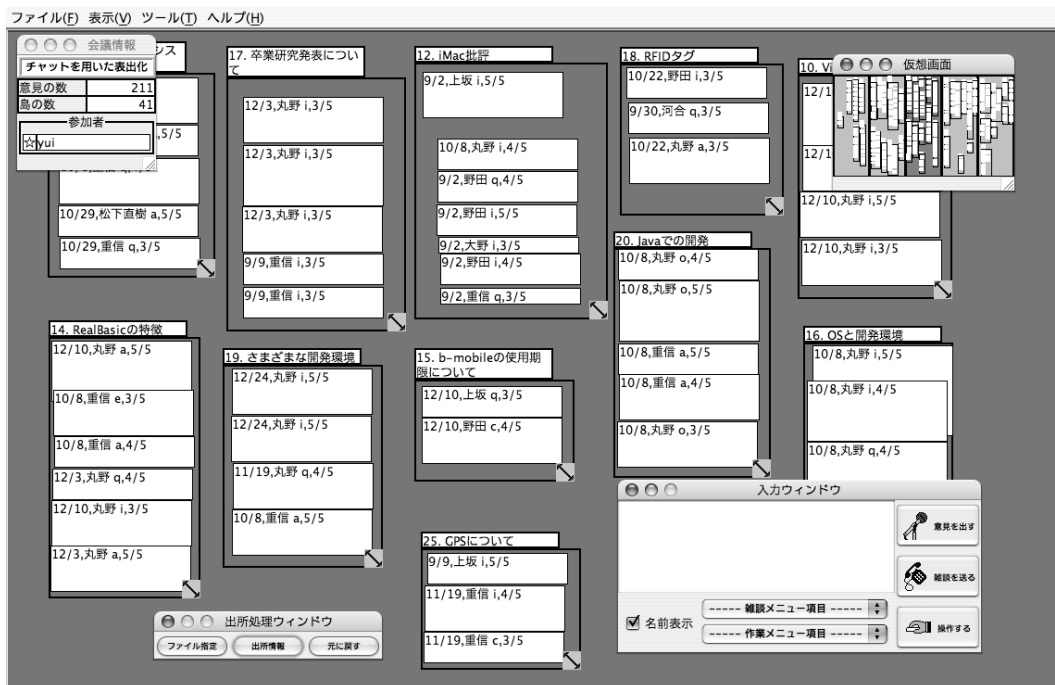 ファイル(F) 表示(V) ツール(T) ヘルプ(H)
会議情報
チャットを用いた表出化
意見の数 211
島の数 41
参加者
☆yui
ンス
,5/5
10/29,松下直樹 a,5/5
10/29,重信 q,3/5
17. 卒業研究発表につい
て
12/3,丸野 i,3/5
12/3,丸野 i,3/5
12/3,丸野 i,3/5
9/9,重信 i,3/5
9/9,重信 i,3/5
12. iMac批評
9/2,上坂 i,5/5
10/8,丸野 i,4/5
9/2,野田 q,4/5
9/2,野田 i,5/5
9/2,大野 i,3/5
9/2,野田 i,4/5
9/2,重信 q,3/5
18. RFIDタグ
10/22,野田 i,3/5
9/30,河合 q,3/5
10/22,丸野 a,3/5
10. Vi
12/1
12/1
12/10,丸野 i,5/5
12/10,丸野 i,3/5
仮想画面
20. Javaでの開発
10/8,丸野 o,4/5
10/8,丸野 o,5/5
10/8,重信 a,5/5
10/8,重信 a,4/5
10/8,丸野 o,3/5
14. RealBasicの特徴
12/10,丸野 a,5/5
10/8,重信 e,3/5
10/8,重信 a,4/5
12/3,丸野 q,4/5
12/10,丸野 i,3/5
12/3,丸野 a,5/5
19. さまざまな開発環境
12/24,丸野 i,5/5
12/24,丸野 i,5/5
11/19,丸野 q,4/5
10/8,重信 a,5/5
15. b-mobileの使用期
限について
12/10,上坂 q,3/5
12/10,野田 c,4/5
16. OSと開発環境
10/8,丸野 i,5/5
10/8,丸野 i,4/5
10/8,丸野 q,4/5
25. GPSについて
9/9,上坂 i,5/5
11/19,重信 i,4/5
11/19,重信 c,3/5
出所処理ウィンドウ
ファイル指定 出所情報 元に戻す
入力ウィンドウ
意見を出す
雑談を送る
操作する
名前表示
----- 雑談メニュー項目 -----
----- 作業メニュー項目 -----